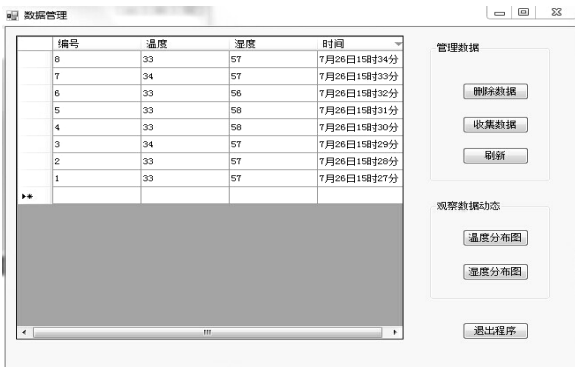 数据管理
编号 温度 湿度 时间
8 33 57 7月26日15时34分
7 34 57 7月26日15时33分
6 33 56 7月26日15时32分
5 33 58 7月26日15时31分
4 33 58 7月26日15时30分
3 34 57 7月26日15时29分
2 33 57 7月26日15时28分
1 33 57 7月26日15时27分
管理数据
删除数据
收集数据
刷新
观察数据动态
温度分布图
湿度分布图
退出程序